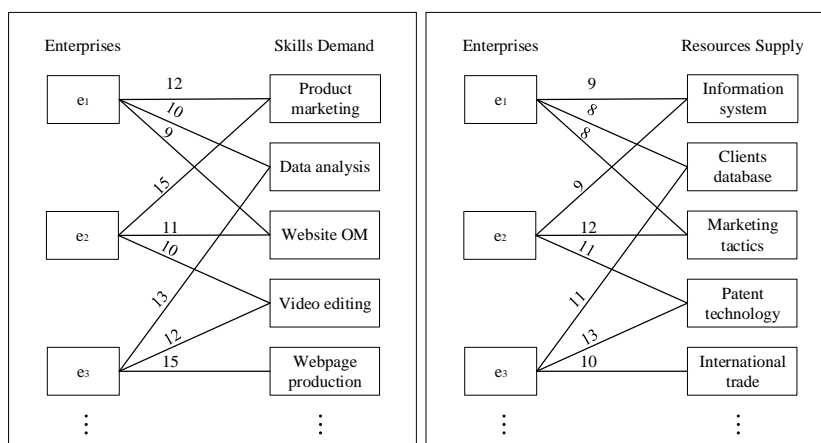 Enterprises
Skills Demand
e1
12
10
9
Product
marketing
Data analysis
15
e2
11
10
Website OM
Video editing
13
12
e3
15
Webpage
production
Enterprises
Resources Supply
e1
9
8
8
Information
system
Clients
database
9
e2
12
11
Marketing
tactics
Patent
technology
11
13
e3
10
International
trade